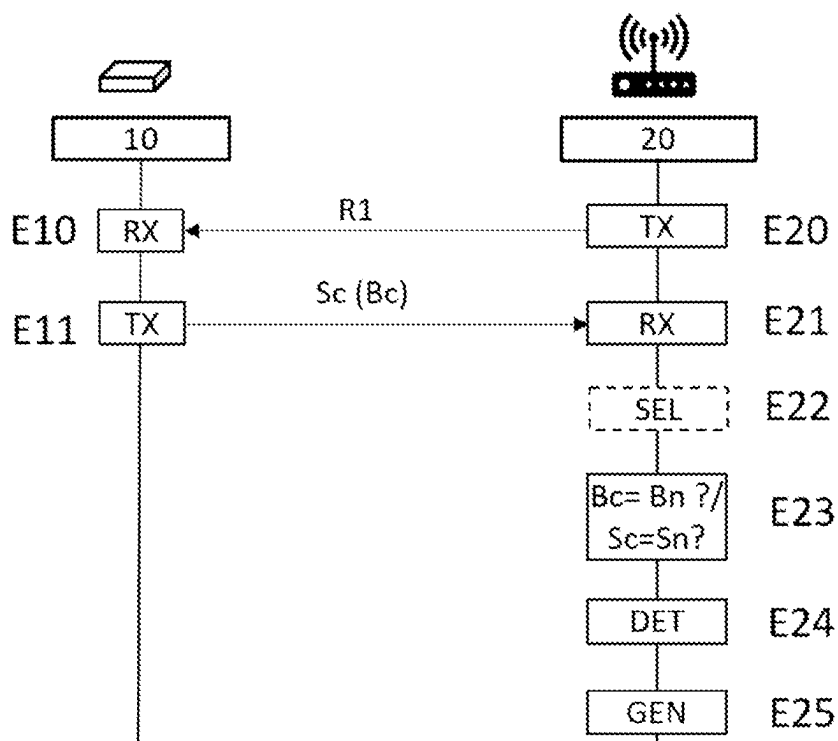 10 20
E10 RX R1 TX E20
E11 TX Sc (Bc) RX E21
SEL E22
Bc= Bn ?/
Sc=Sn? E23
DET E24
GEN E25